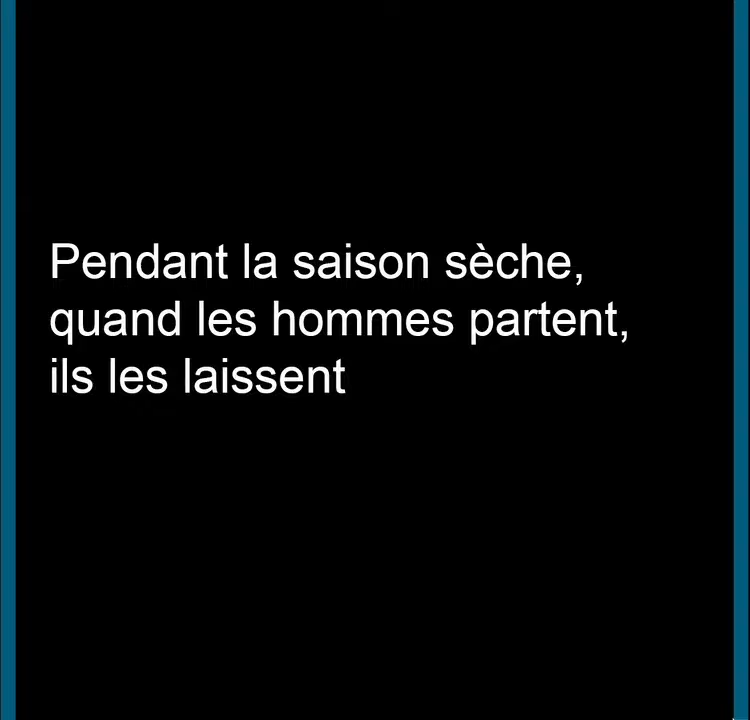 Pendant la saison sèche,
quand les hommes partent,
ils les laissent